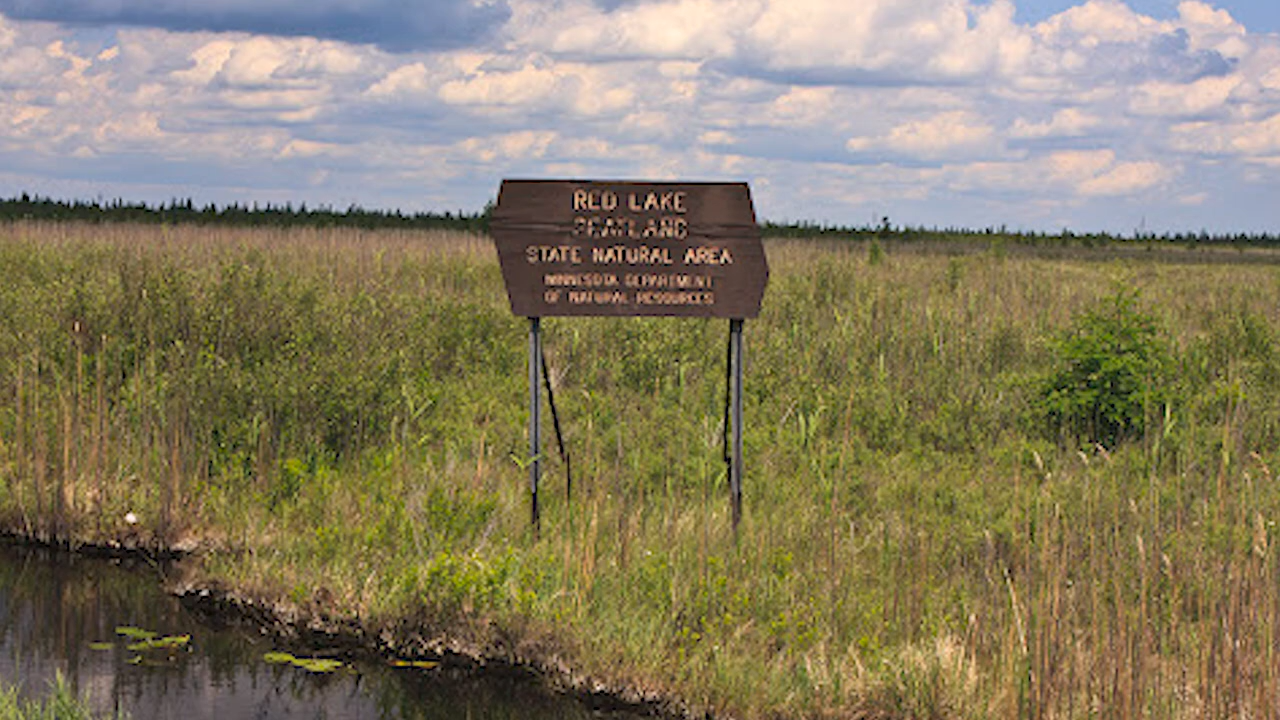 RED LAKE
PEATLAND
STATE NATURAL AREA
MINNESOTA DEPARTMENT
OF NATURAL RESOURCES